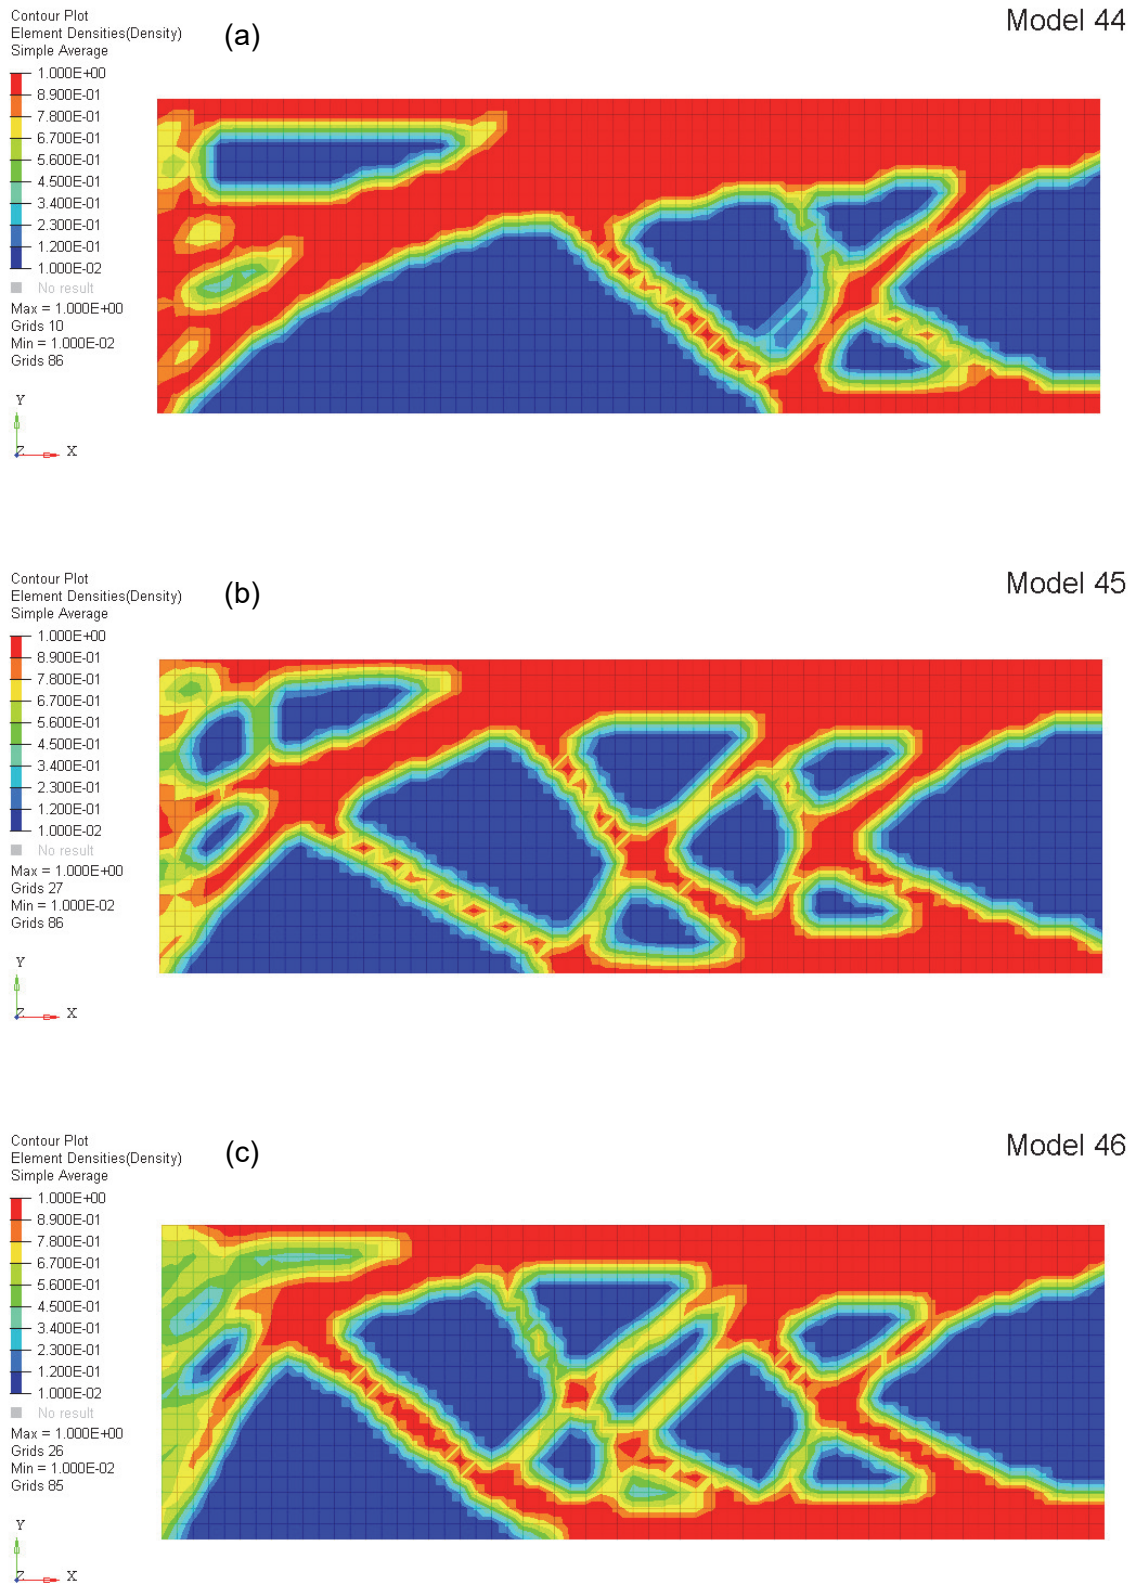 Contour Plot
Element Densities(Density)
Simple Average
(a)
Model 44
1.000E+00
8.900E-01
7.800E-01
6.700E-01
5.600E-01
4.500E-01
3.400E-01
2.300E-01
1.200E-01
1.000E-02
No result
Max = 1.000E+00
Grids 10
Min = 1.000E-02
Grids 86
Y
Z X
Contour Plot
Element Densities(Density)
Simple Average
(b)
Model 45
1.000E+00
8.900E-01
7.800E-01
6.700E-01
5.600E-01
4.500E-01
3.400E-01
2.300E-01
1.200E-01
1.000E-02
No result
Max = 1.000E+00
Grids 27
Min = 1.000E-02
Grids 86
Y
Z X
Contour Plot
Element Densities(Density)
Simple Average
(c)
Model 46
1.000E+00
8.900E-01
7.800E-01
6.700E-01
5.600E-01
4.500E-01
3.400E-01
2.300E-01
1.200E-01
1.000E-02
No result
Max = 1.000E+00
Grids 26
Min = 1.000E-02
Grids 85
Y
Z X